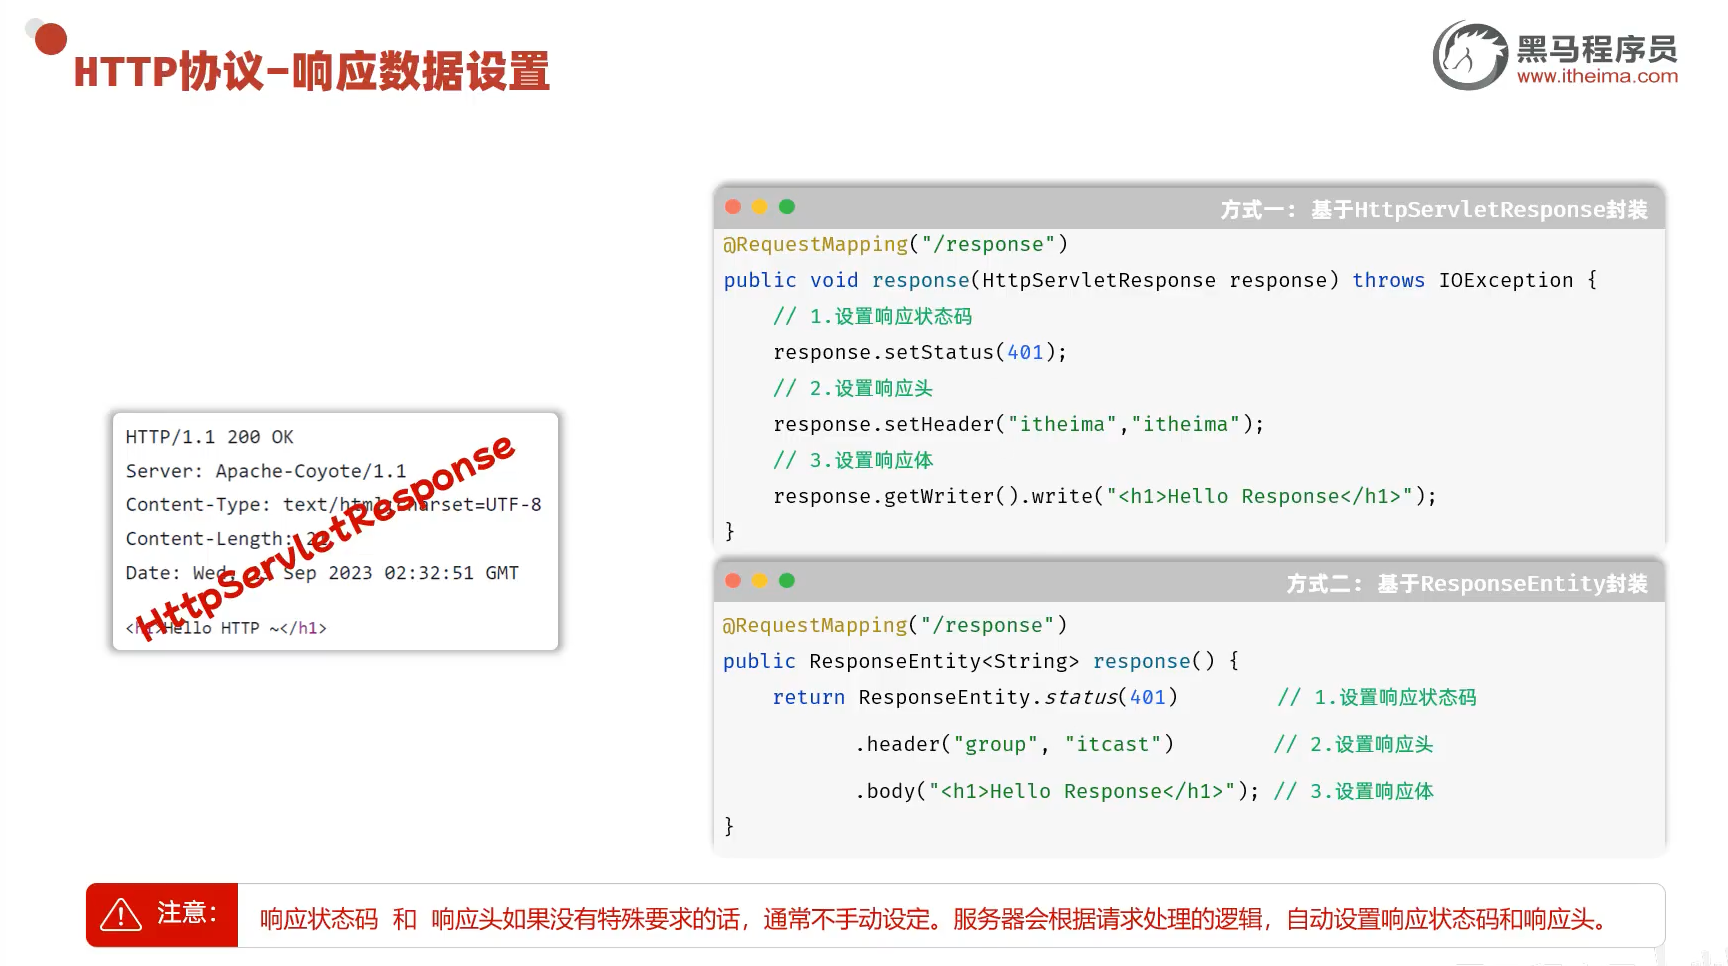 HTTP协议-响应数据设置
黑马程序员
www.itheima.com
HTTP/1.1 200 OK
Server: Apache-Coyote/1.1
Content-Type: text/html;charset=UTF-8
Content-Length:
Date: Wed, Sep 2023 02:32:51 GMT
<h1>Hello HTTP ~</h1>
HttpServletResponse
方式一: 基于HttpServletResponse封装
@RequestMapping("/response")
public void response(HttpServletResponse response) throws IOException {
// 1.设置响应状态码
response.setStatus(401);
// 2.设置响应头
response.setHeader("itheima","itheima");
// 3.设置响应体
response.getWriter().write("<h1>Hello Response</h1>");
}
方式二: 基于ResponseEntity封装
@RequestMapping("/response")
public ResponseEntity<String> response() {
return ResponseEntity.status(401) // 1.设置响应状态码
.header("group", "itcast") // 2.设置响应头
.body("<h1>Hello Response</h1>"); // 3.设置响应体
}
注意：
响应状态码 和 响应头如果没有特殊要求的话，通常不手动设定。服务器会根据请求处理的逻辑，自动设置响应状态码和响应头。